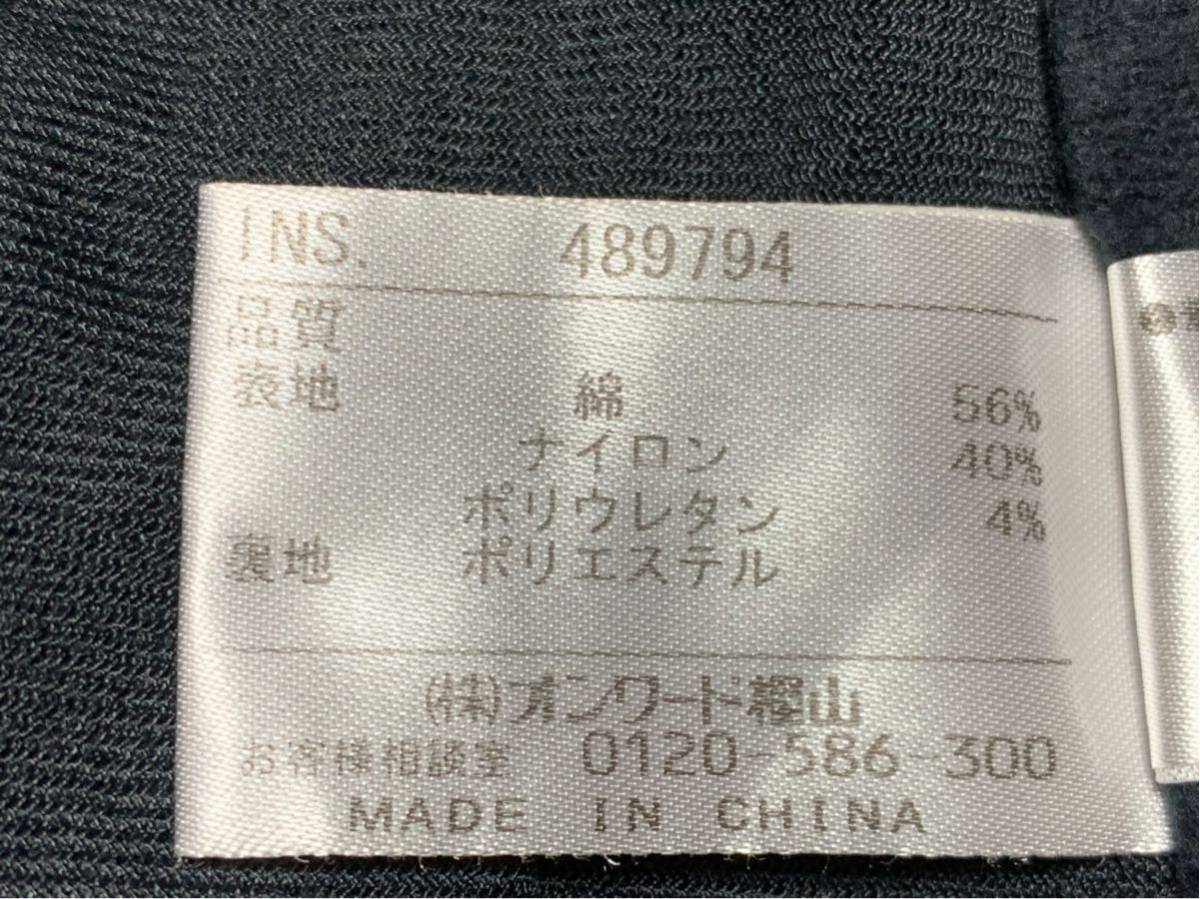 INS. 489794
品質
表地 綿 56%
ナイロン 40%
ポリウレタン 4%
裏地 ポリエステル
㈱オンワード樫山
お客様相談室 0120-586-300
MADE IN CHINA